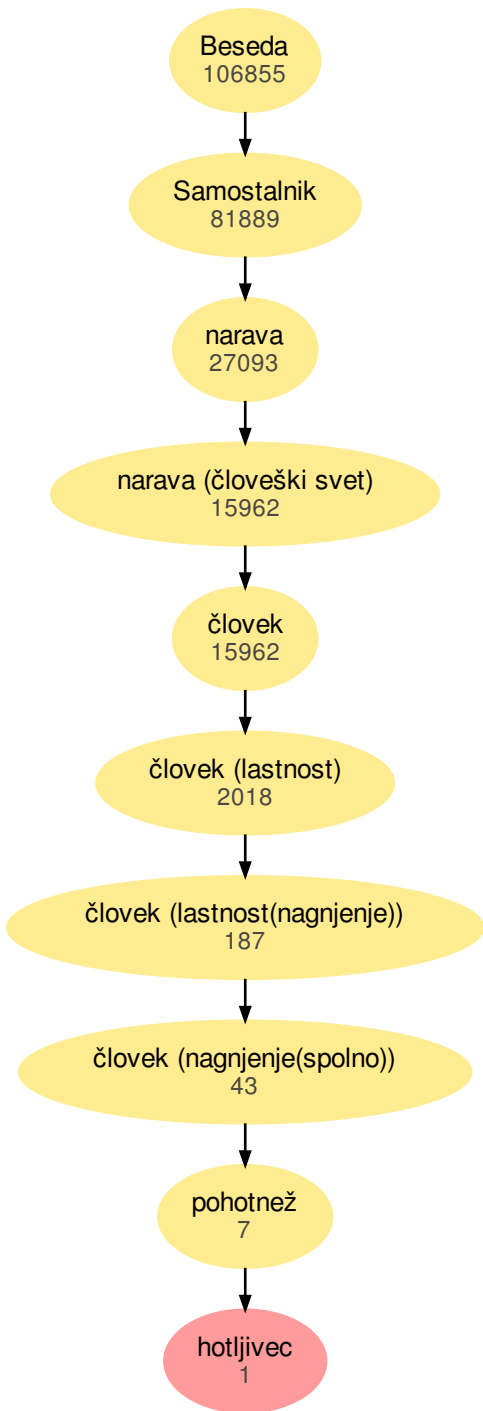 Beseda
106855
Samostalnik
81889
narava
27093
narava (človeški svet)
15962
človek
15962
človek (lastnost)
2018
človek (lastnost(nagnjenje))
187
človek (nagnjenje(spolno))
43
pohotnež
7
hotljivec
1